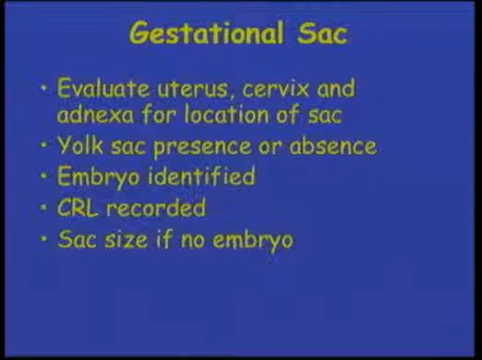 Gestational Sac
• Evaluate uterus, cervix and
adnexa for location of sac
• Yolk sac presence or absence
• Embryo identified
• CRL recorded
• Sac size if no embryo